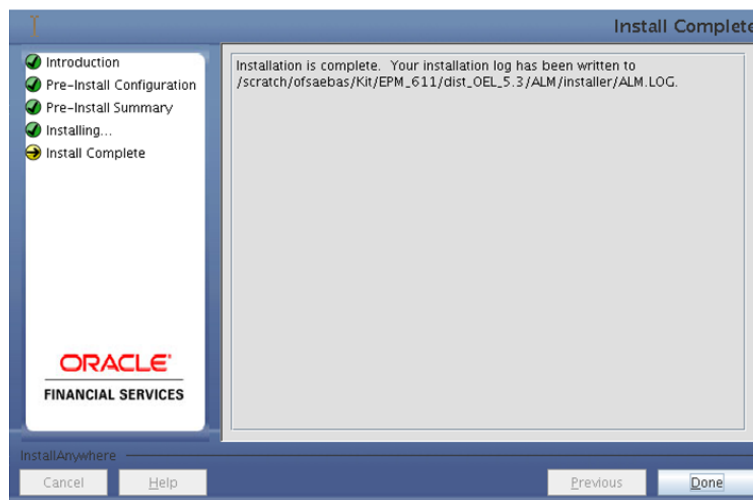 Install Complete
Introduction
Pre-Install Configuration
Pre-Install Summary
Installing...
Install Complete
Installation is complete. Your installation log has been written to
/scratch/ofsaebas/Kit/EPM_611/dist_OEL_5.3/ALM/installer/ALM.LOG.
ORACLE
FINANCIAL SERVICES
InstallAnywhere
Cancel
Help
Previous
Done